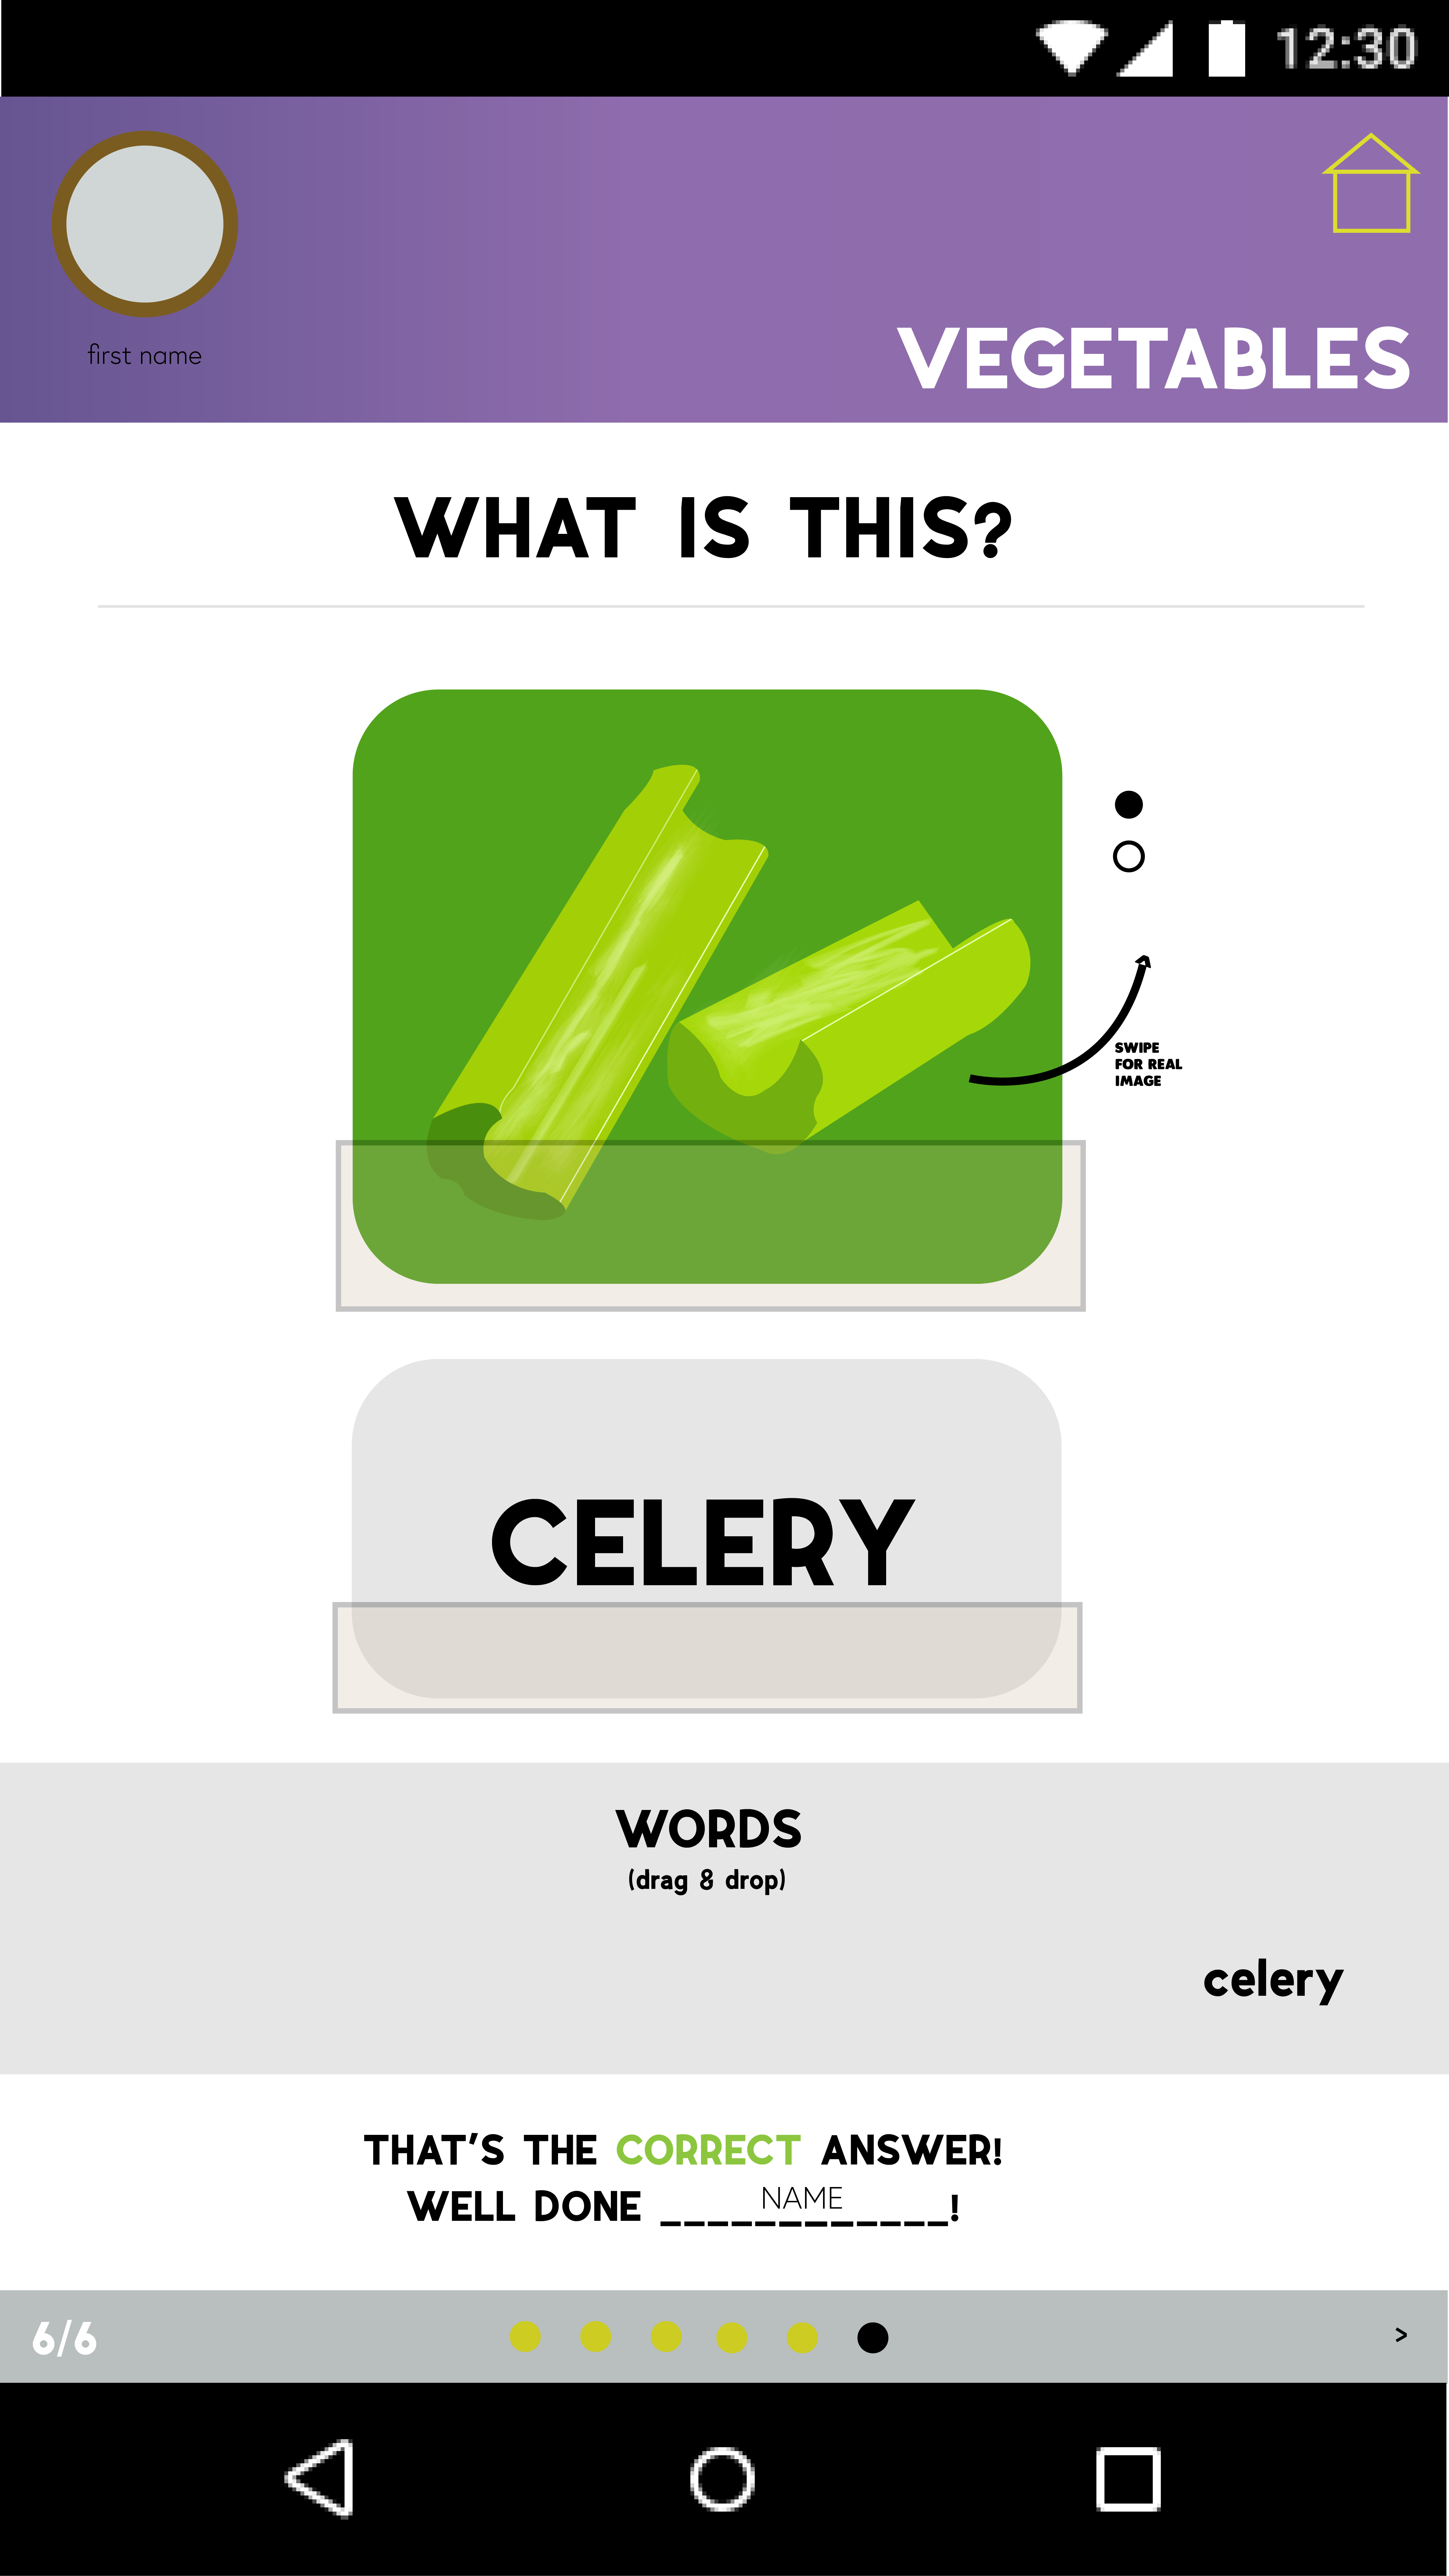 12:30
first name
VEGETABLES
WHAT IS THIS?
SWIPE
FOR REAL
IMAGE
CELERY
WORDS
(drag & drop)
celery
THAT'S THE CORRECT ANSWER!
WELL DONE ____________!
NAME
6/6
>